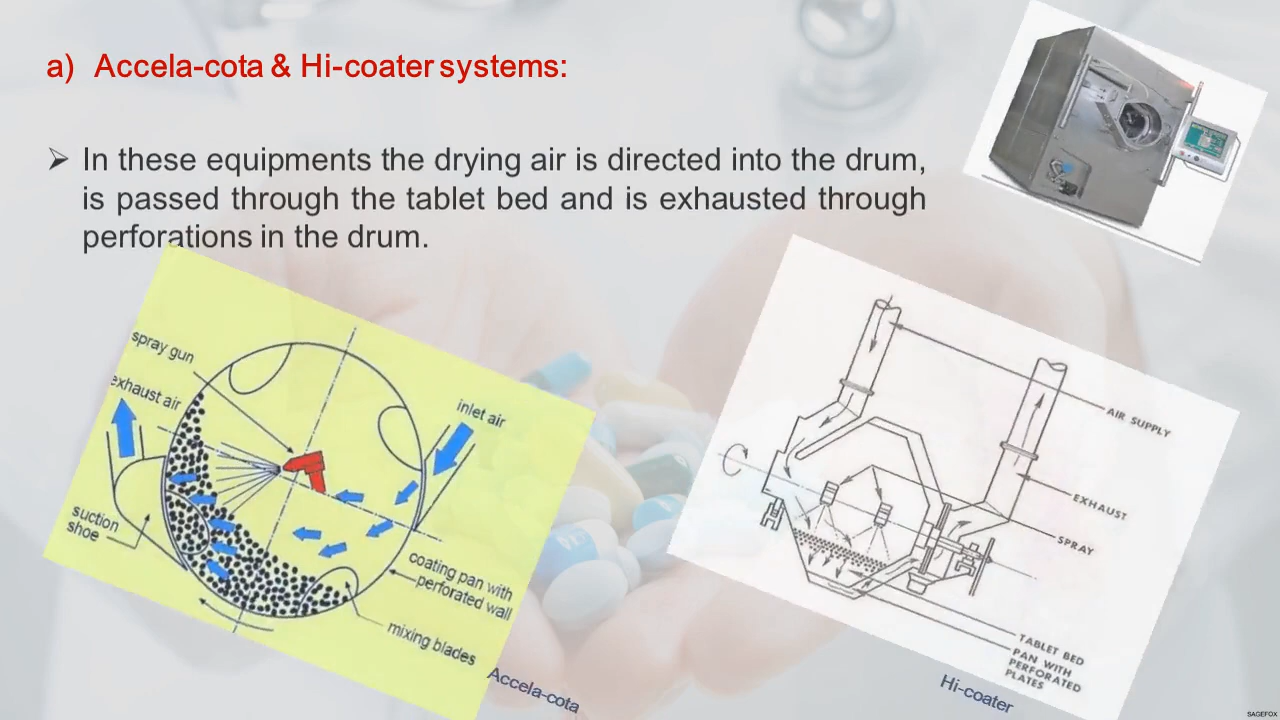 a) Accela-cota & Hi-coater systems:
➢ In these equipments the drying air is directed into the drum,
is passed through the tablet bed and is exhausted through
perforations in the drum.
spray gun
exhaust air
inlet air
suction
shoe
coating pan with
perforated wall
mixing blades
Accela-cota
AIR SUPPLY
EXHAUST
SPRAY
TABLET BED
PAN WITH
PERFORATED
PLATES
Hi-coater
SAGEFOX